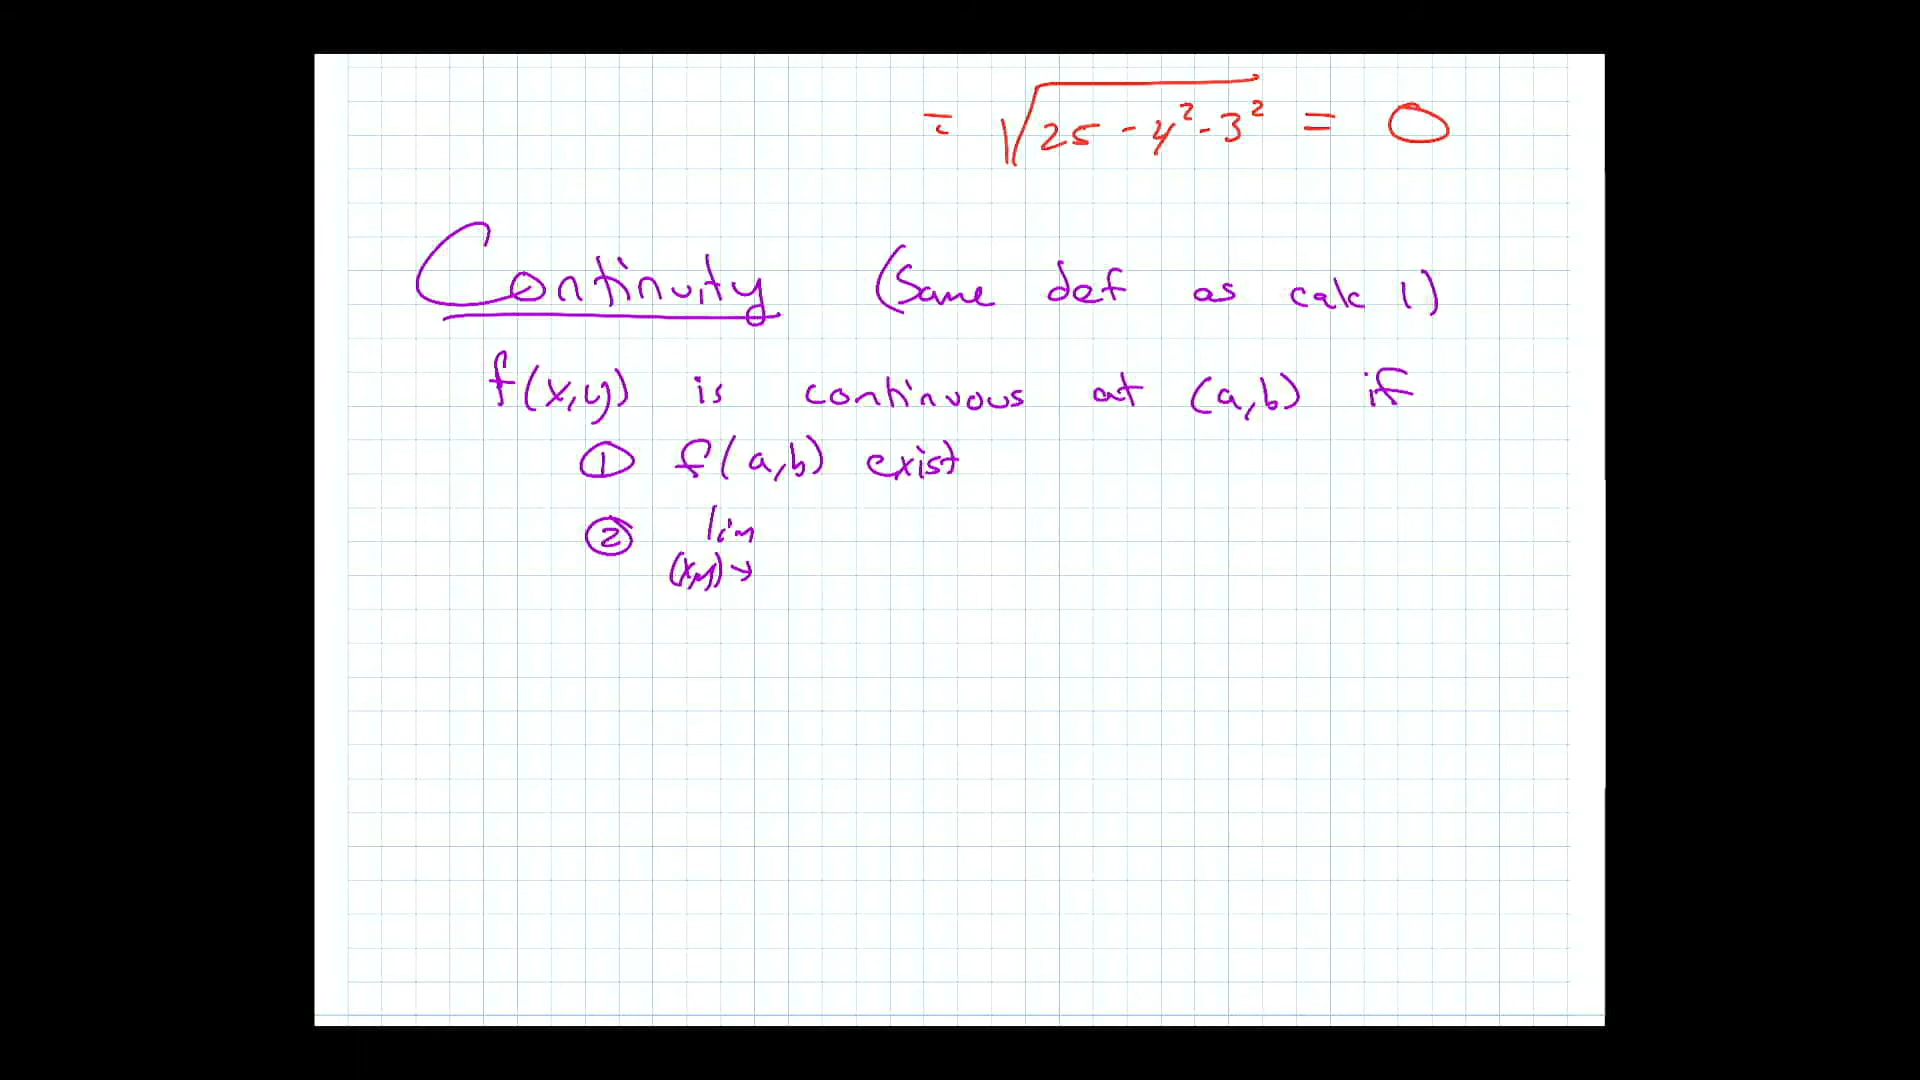 = √25 - 4² - 3² = 0
Continuity (Same def as calc 1)
f(x,y) is continuous at (a,b) if
① f(a,b) exist
② lim
(x,y) →